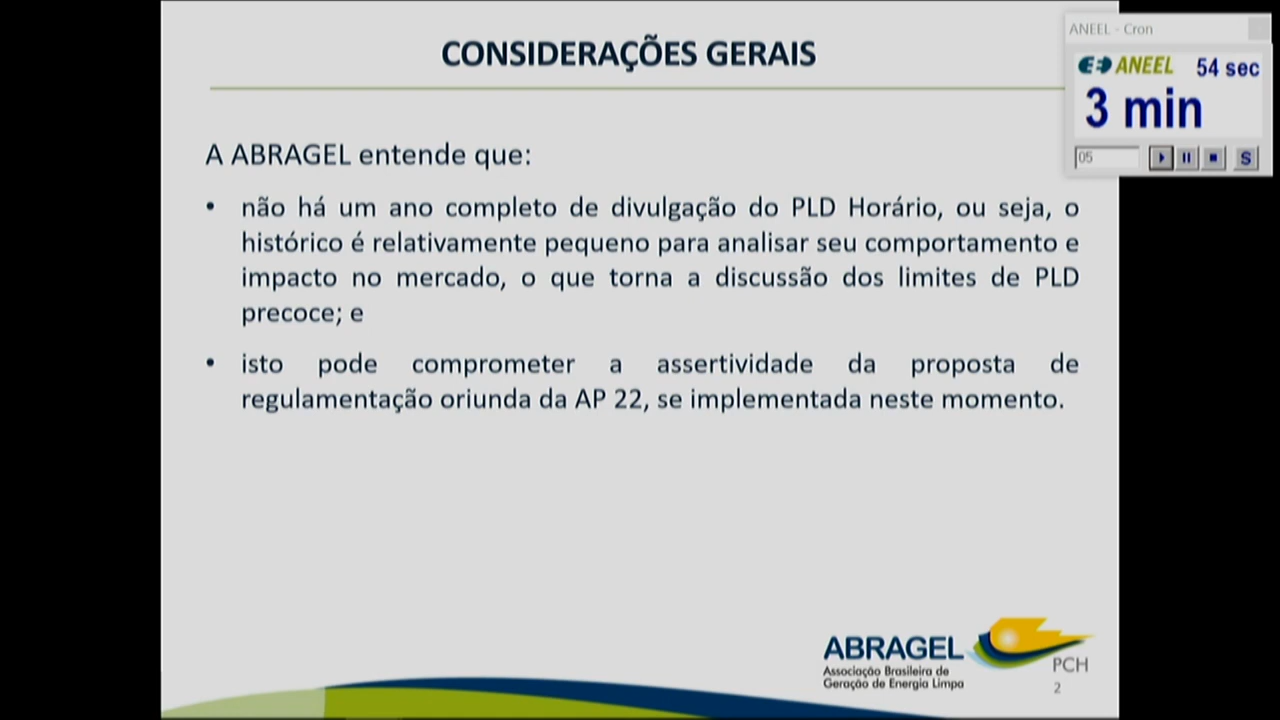 CONSIDERAÇÕES GERAIS
ANEEL - Cron
ANEEL 54 sec
3 min
05
S
A ABRAGEL entende que:
• não há um ano completo de divulgação do PLD Horário, ou seja, o
histórico é relativamente pequeno para analisar seu comportamento e
impacto no mercado, o que torna a discussão dos limites de PLD
precoce; e
• isto pode comprometer a assertividade da proposta de
regulamentação oriunda da AP 22, se implementada neste momento.
ABRAGEL
Associação Brasileira de
Geração de Energia Limpa
PCH
2